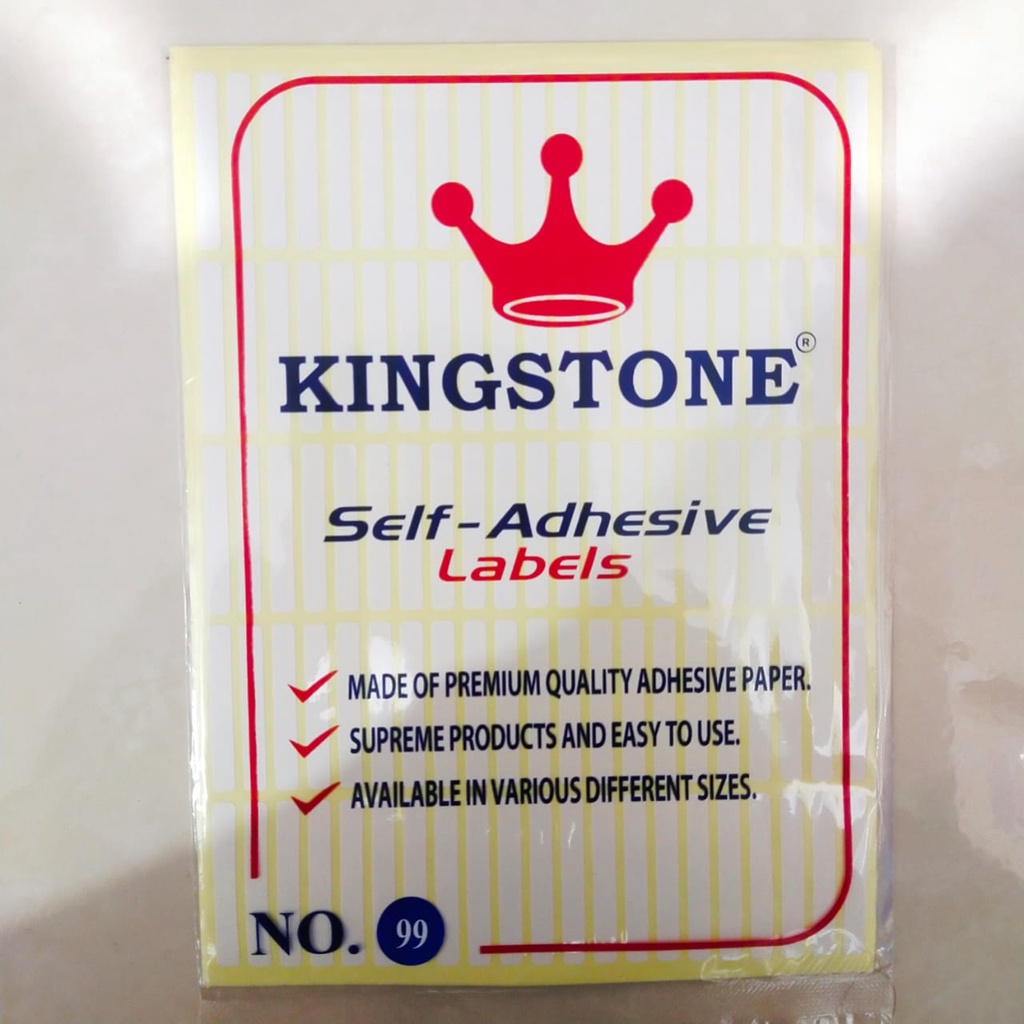 KINGSTONE®
Self-Adhesive
Labels
MADE OF PREMIUM QUALITY ADHESIVE PAPER.
SUPREME PRODUCTS AND EASY TO USE.
AVAILABLE IN VARIOUS DIFFERENT SIZES.
NO. 99